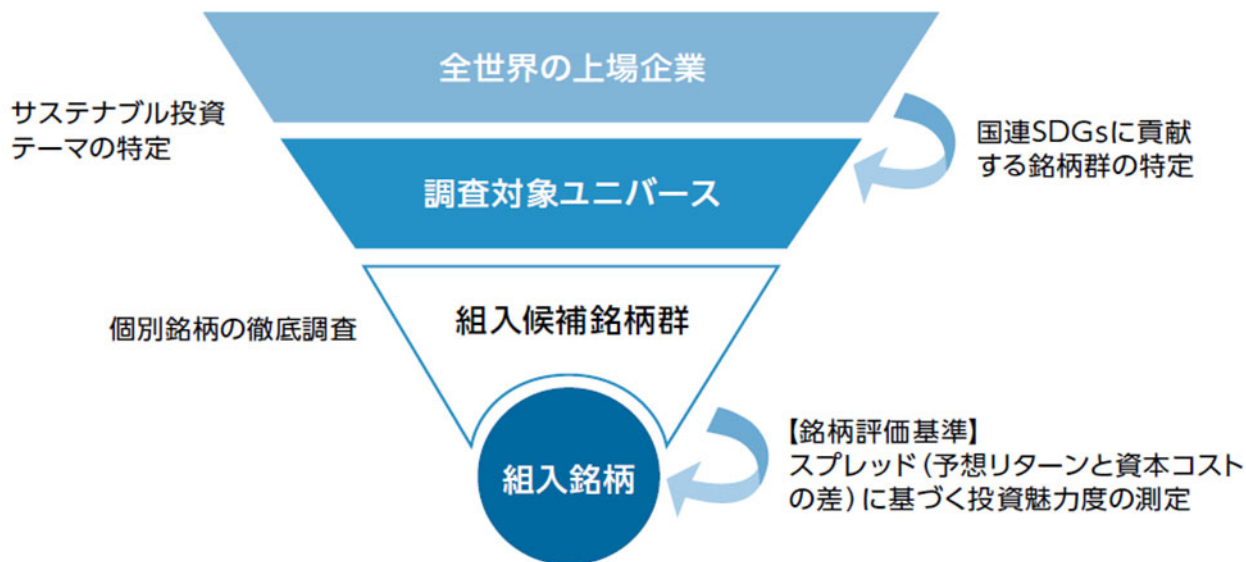 全世界の上場企業
サステナブル投資
テーマの特定
国連SDGsに貢献
する銘柄群の特定
調査対象ユニバース
個別銘柄の徹底調査
組入候補銘柄群
【銘柄評価基準】
スプレッド(予想リターンと資本コスト
の差)に基づく投資魅力度の測定
組入銘柄